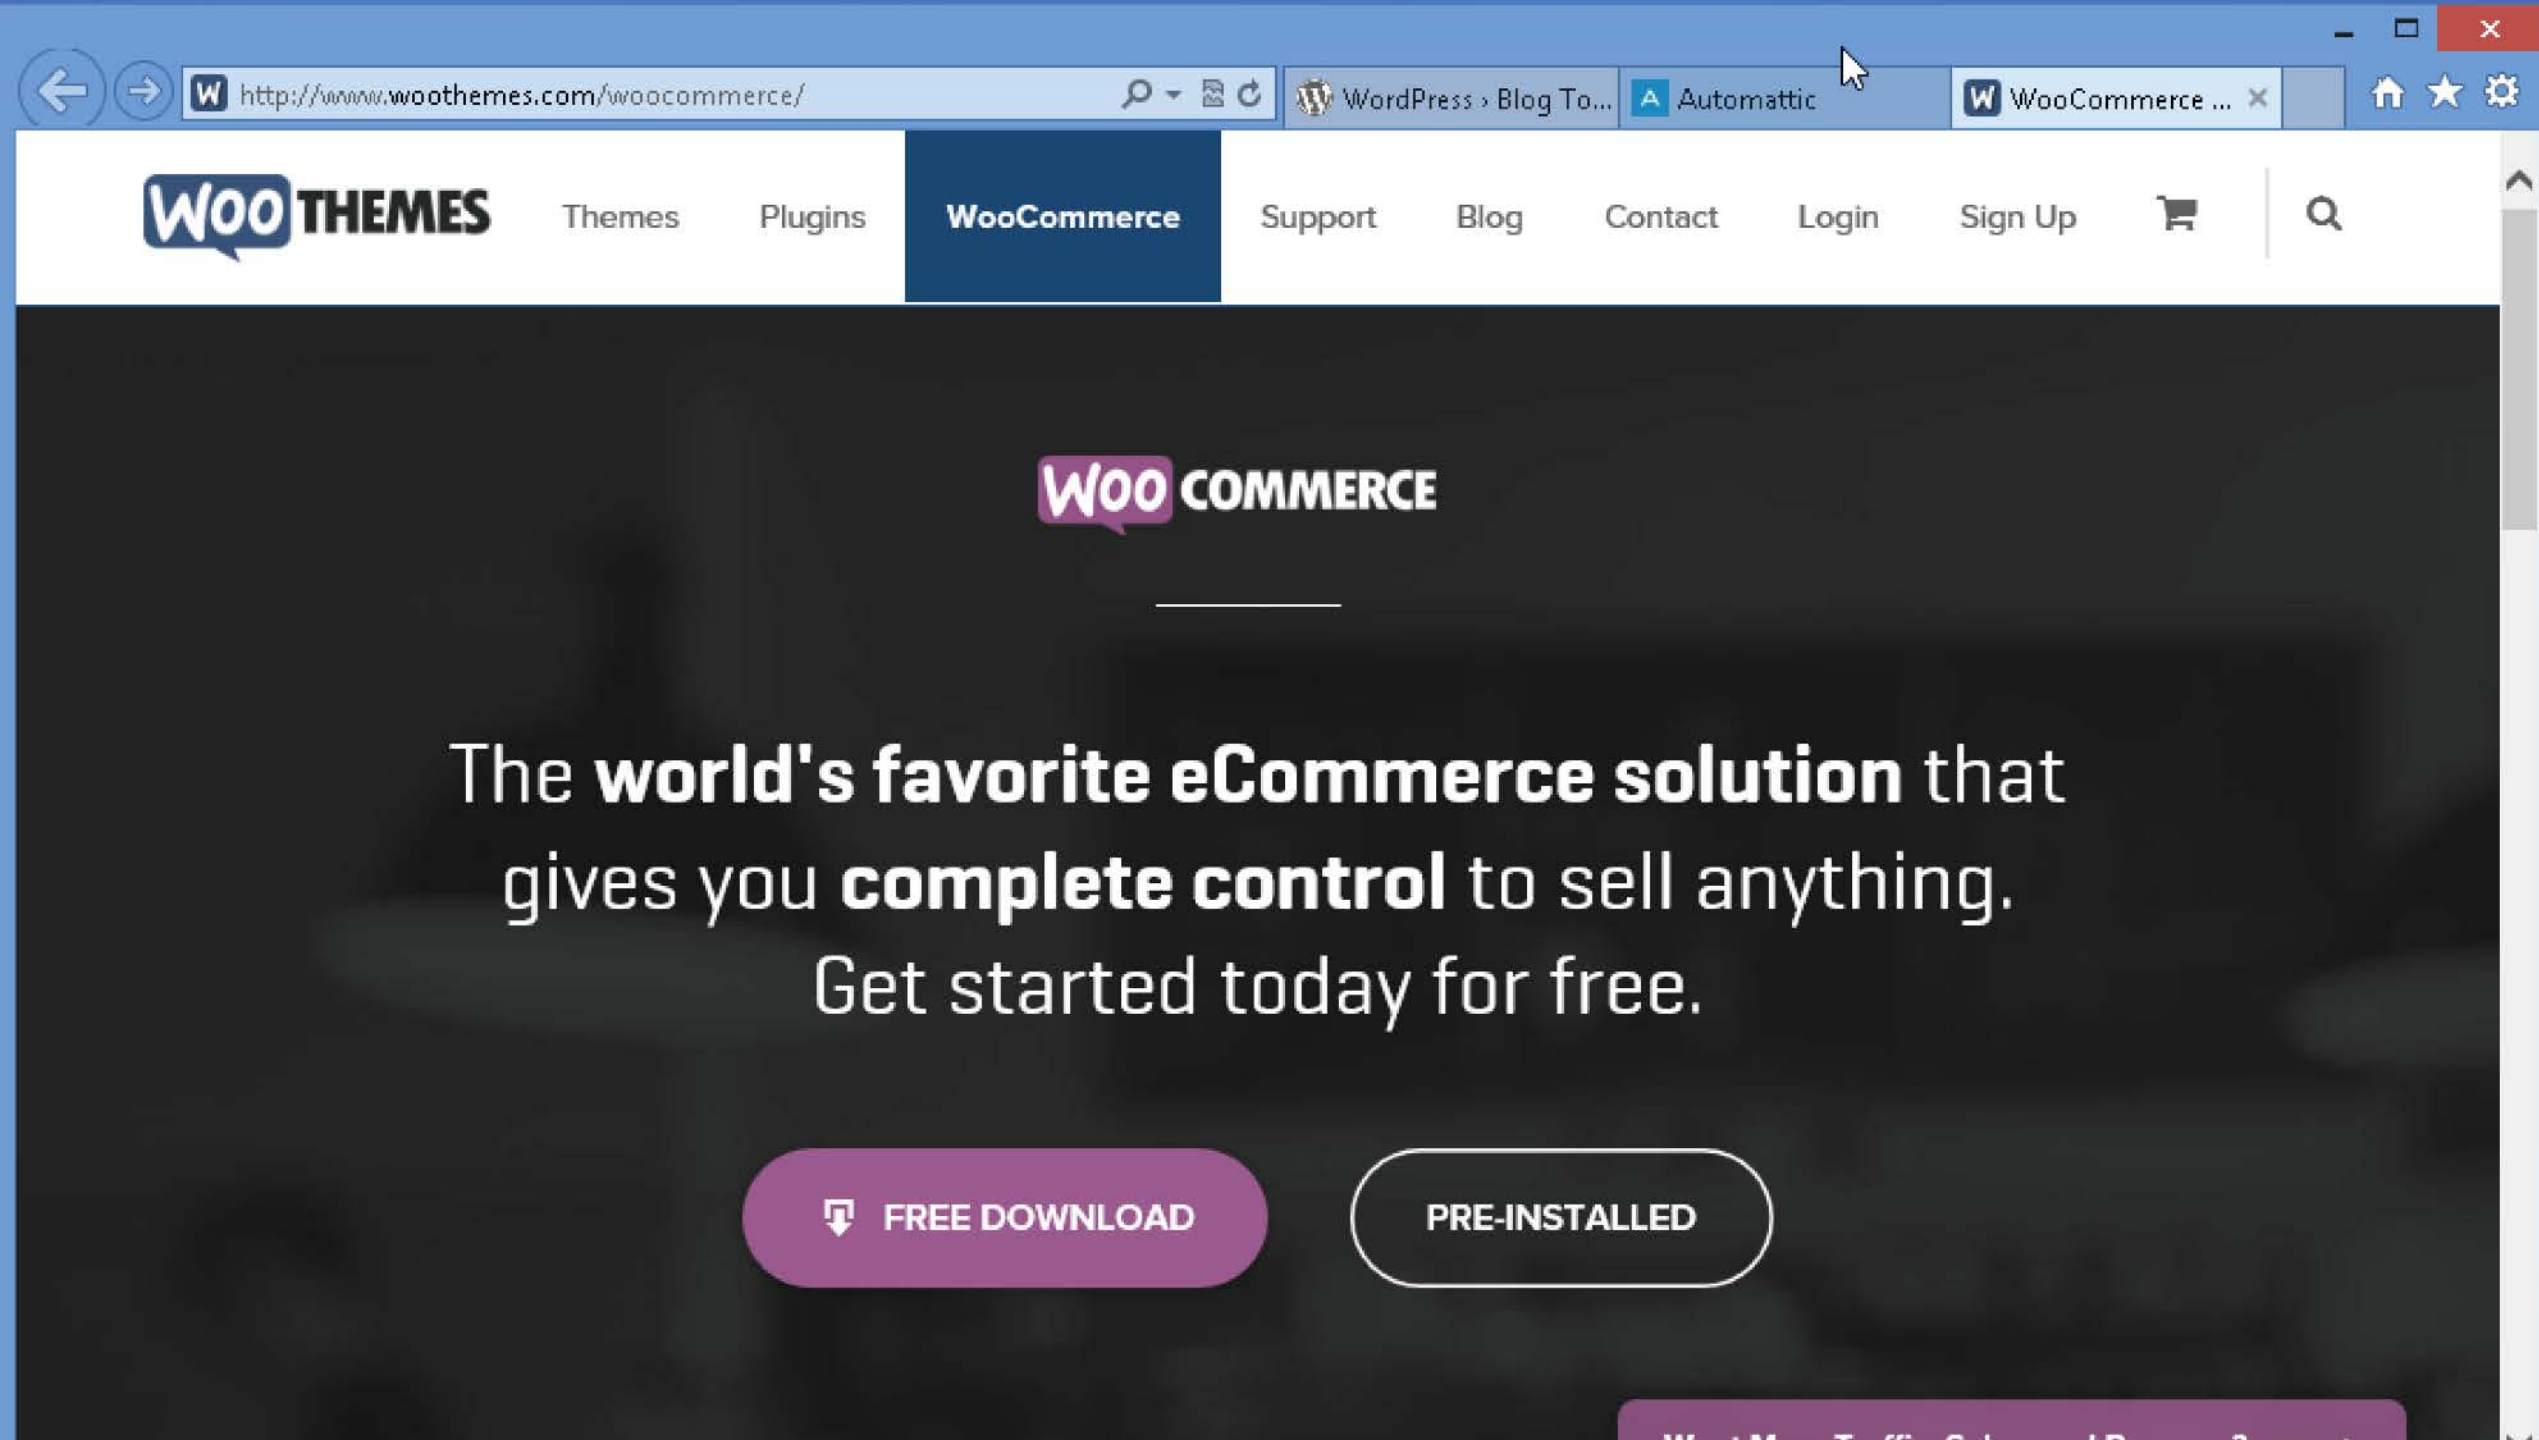 http://www.woothemes.com/woocommerce/
WordPress › Blog To...
Automattic
WooCommerce ...
WOO THEMES
Themes
Plugins
WooCommerce
Support
Blog
Contact
Login
Sign Up
WOO COMMERCE
The world's favorite eCommerce solution that
gives you complete control to sell anything.
Get started today for free.
FREE DOWNLOAD
PRE-INSTALLED